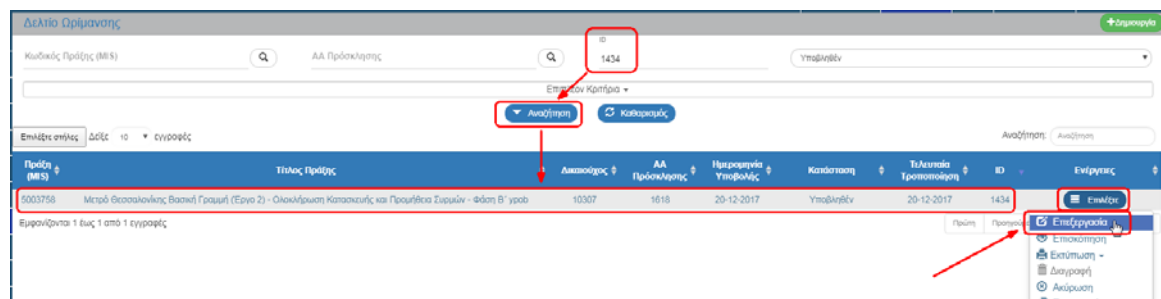 Δελτίο Ωρίμανσης
+Δημιουργία
Κωδικός Πράξης (MIS)
ΑΑ Πρόσκλησης
ID
1434
Υποβληθέν
Επιπλέον Κριτήρια
Αναζήτηση
Καθαρισμός
Επιλέξτε στήλες Δείξε 10 εγγραφές
Αναζήτηση: Αναζήτηση
Πράξη (MIS) Τίτλος Πράξης Δικαιούχος ΑΑ Πρόσκλησης Ημερομηνία Υποβολής Κατάσταση Τελευταία Τροποποίηση ID Ενέργειες
5003758 Μετρό Θεσσαλονίκης Βασική Γραμμή (Έργο 2) - Ολοκλήρωση Κατασκευής και Προμήθεια Συρμών - Φάση Β΄ ypob 10307 1618 20-12-2017 Υποβληθέν 20-12-2017 1434 Επιλέξτε
Εμφανίζονται 1 έως 1 από 1 εγγραφές
Πρώτη
Επεξεργασία
Επισκόπηση
Εκτύπωση
Διαγραφή
Ακύρωση